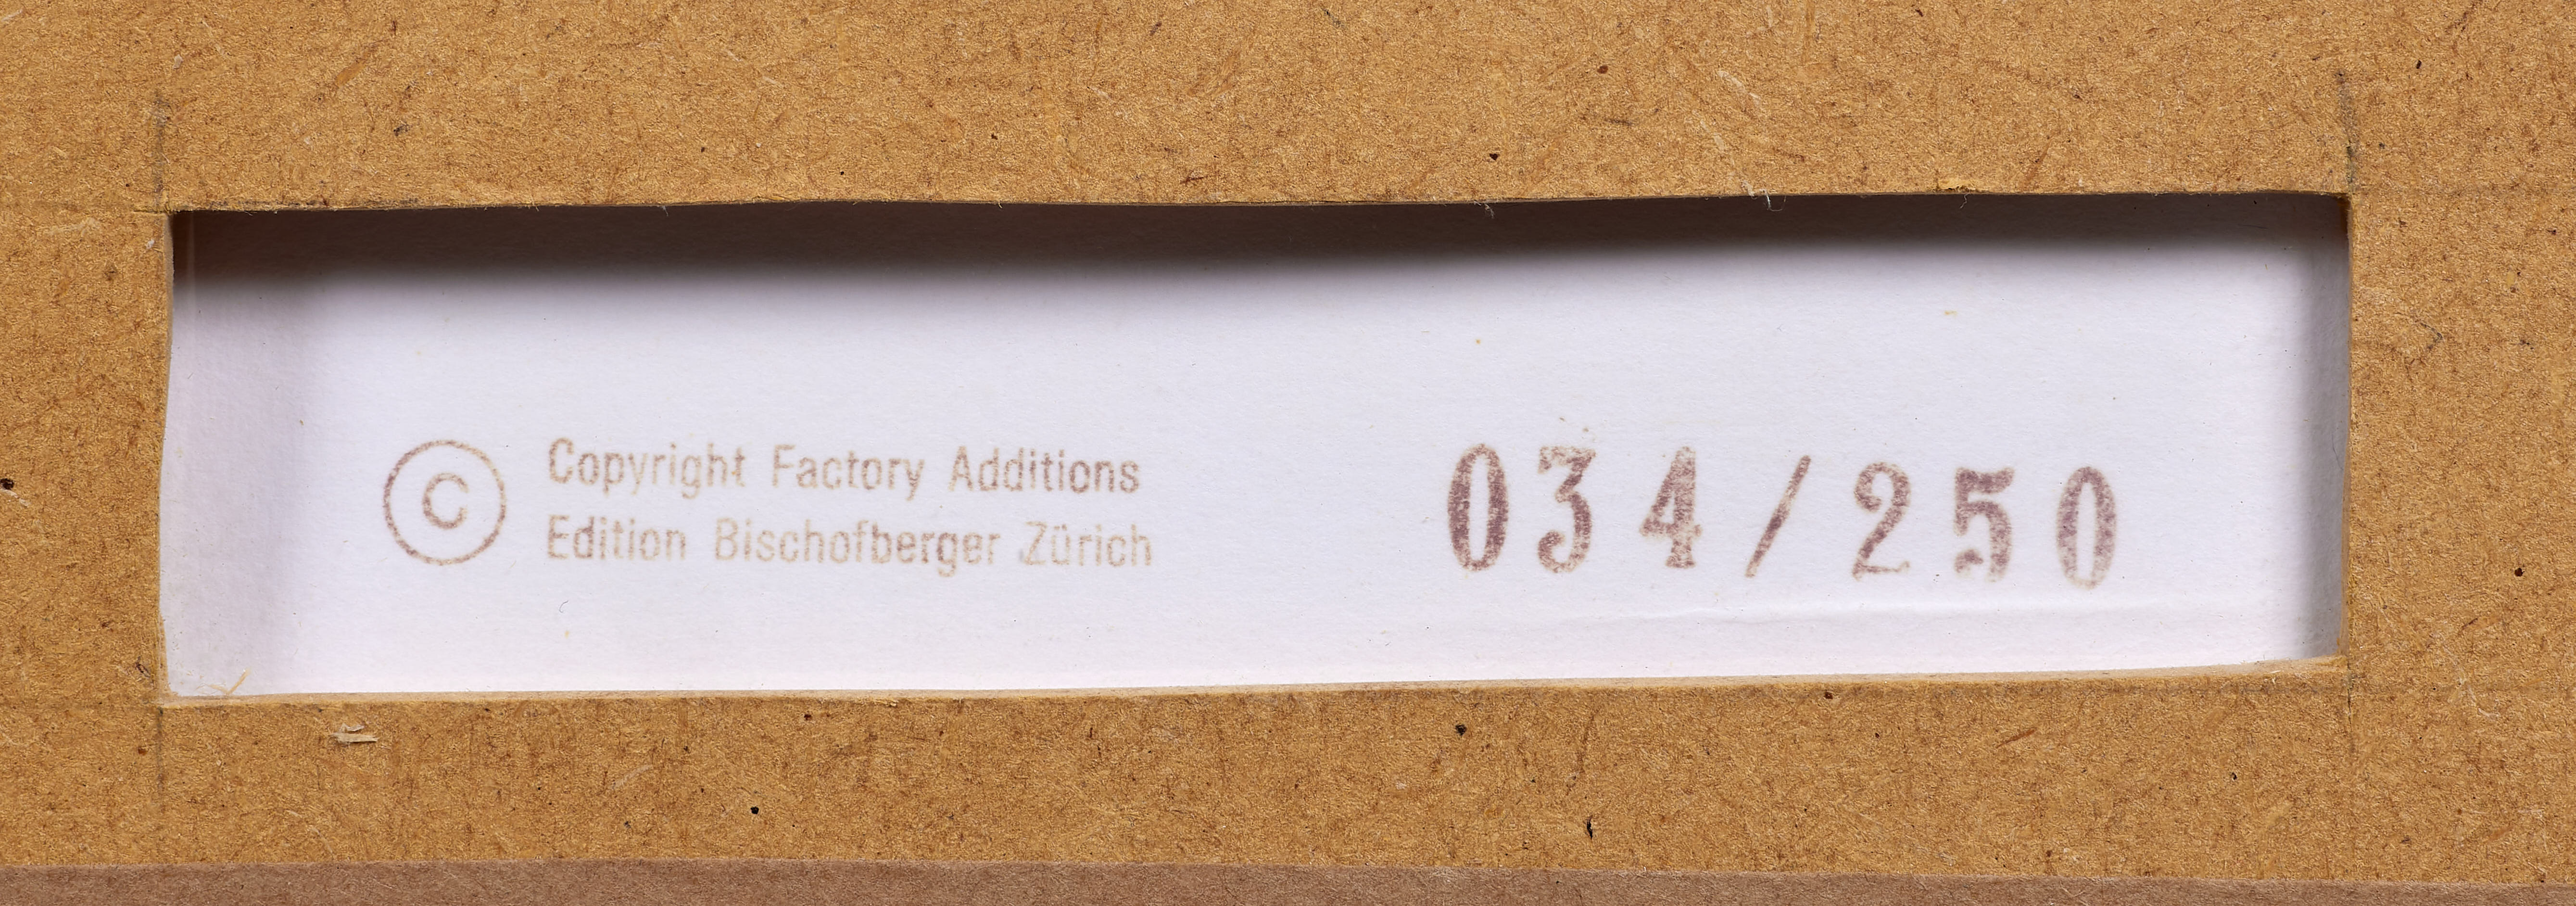 © Copyright Factory Additions
Edition Bischofberger Zürich
034/250